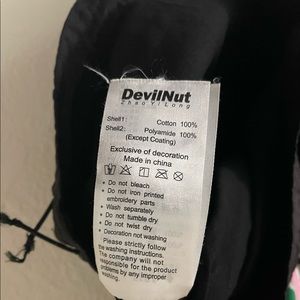 DevilNut
ZhaoYiLong
Shell1: Cotton 100%
Shell2: Polyamide 100%
(Except Coating)
Exclusive of decoration
Made in china
• Do not bleach
• Do not iron printed
embroidery parts
• Wash separately
• Do not tumble dry
• Do not twist dry
• Decoration not washing
Please strictly follow
the washing instructions.
The company will not
responsible for the product
problems by any improper
washing.